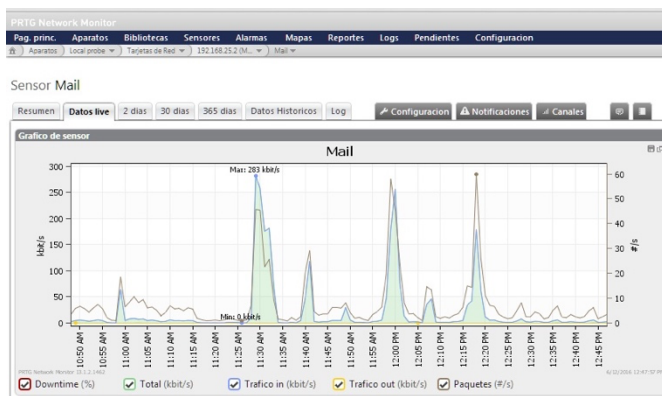 PRTG Network Monitor
Pag. princ. Aparatos Bibliotecas Sensores Alarmas Mapas Reportes Logs Pendientes Configuracion
Aparatos Local probe Tarjetas de Red 192.168.25.2 (M... Mail
Sensor Mail
Resumen Datos live 2 dias 30 dias 365 dias Datos Historicos Log Configuracion Notificaciones Canales
Grafico de sensor
Mail
Max: 283 kbit/s
300
250
200
150
100
50
0
kbit/s
60
50
40
30
20
10
0
#/s
Min: 0 kbit/s
10:50 AM 10:55 AM 11:00 AM 11:05 AM 11:10 AM 11:15 AM 11:20 AM 11:25 AM 11:30 AM 11:35 AM 11:40 AM 11:45 AM 11:50 AM 11:55 AM 12:00 PM 12:05 PM 12:10 PM 12:15 PM 12:20 PM 12:25 PM 12:30 PM 12:35 PM 12:40 PM 12:45 PM
PRTG Network Monitor
Downtime (%) Total (kbit/s) Trafico in (kbit/s) Trafico out (kbit/s) Paquetes (#/s)